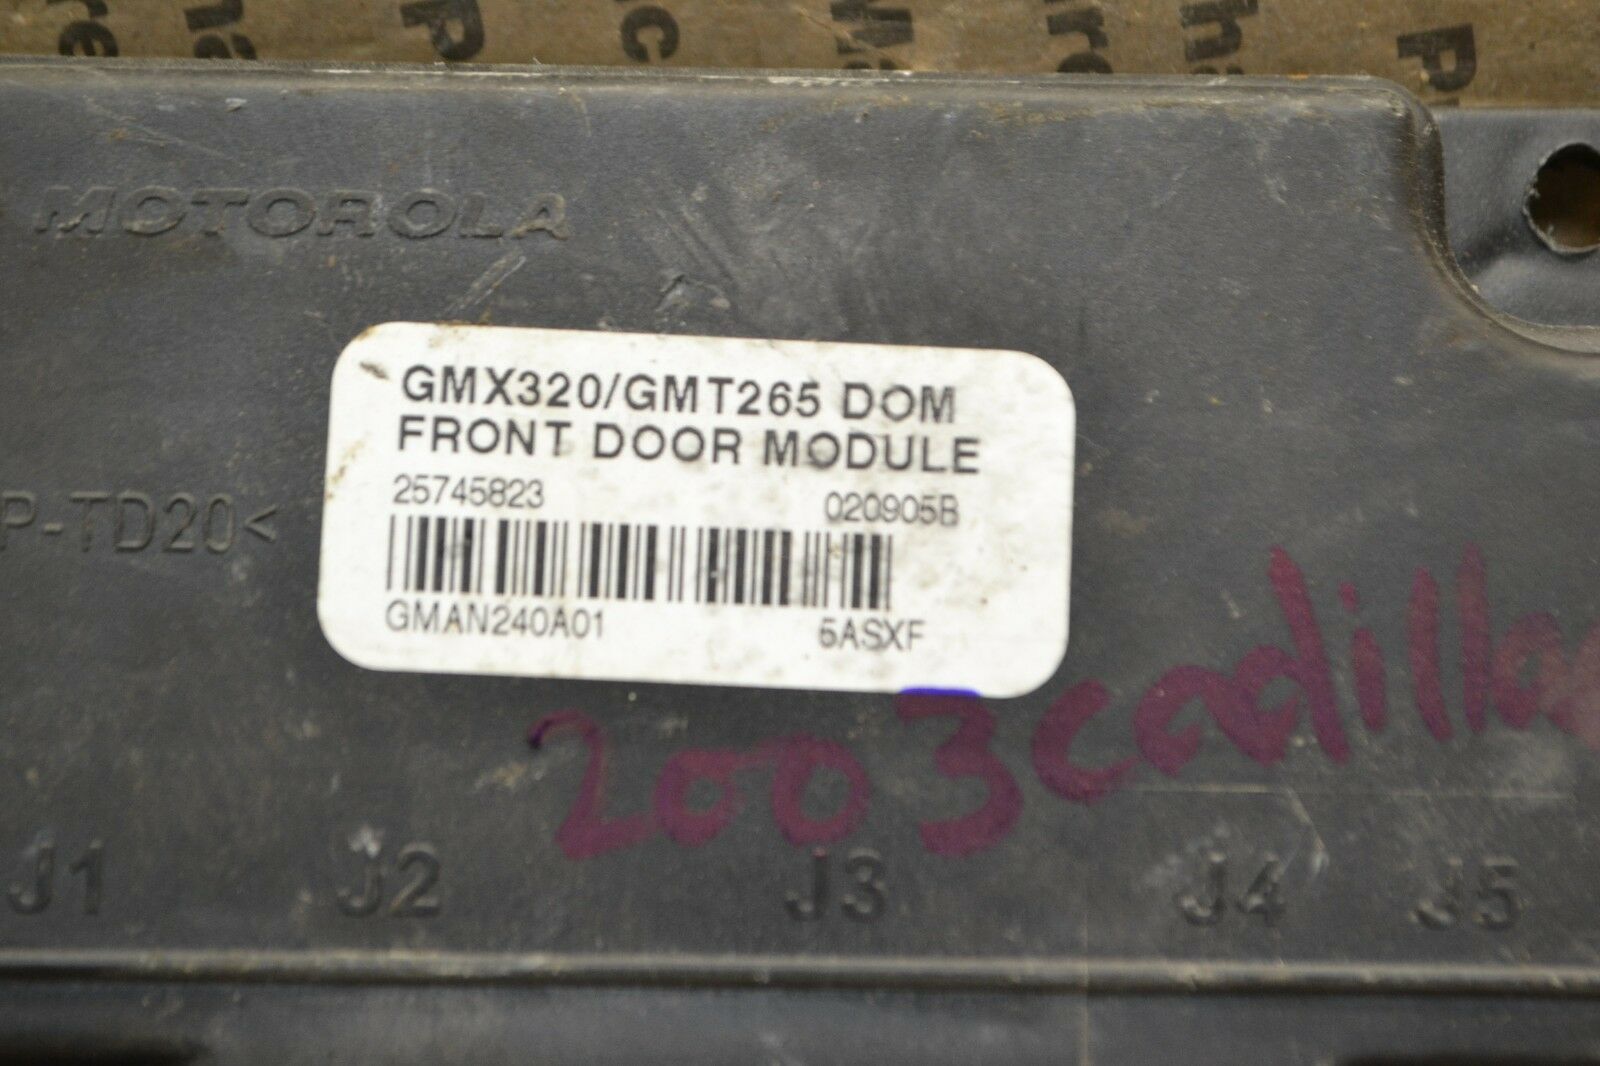 MOTOROLA
GMX320/GMT265 DOM
FRONT DOOR MODULE
25745823 020905B
GMAN240A01 5ASXF
P-TD20<
2003 Cadillac
J1 J2 J3 J4 J5